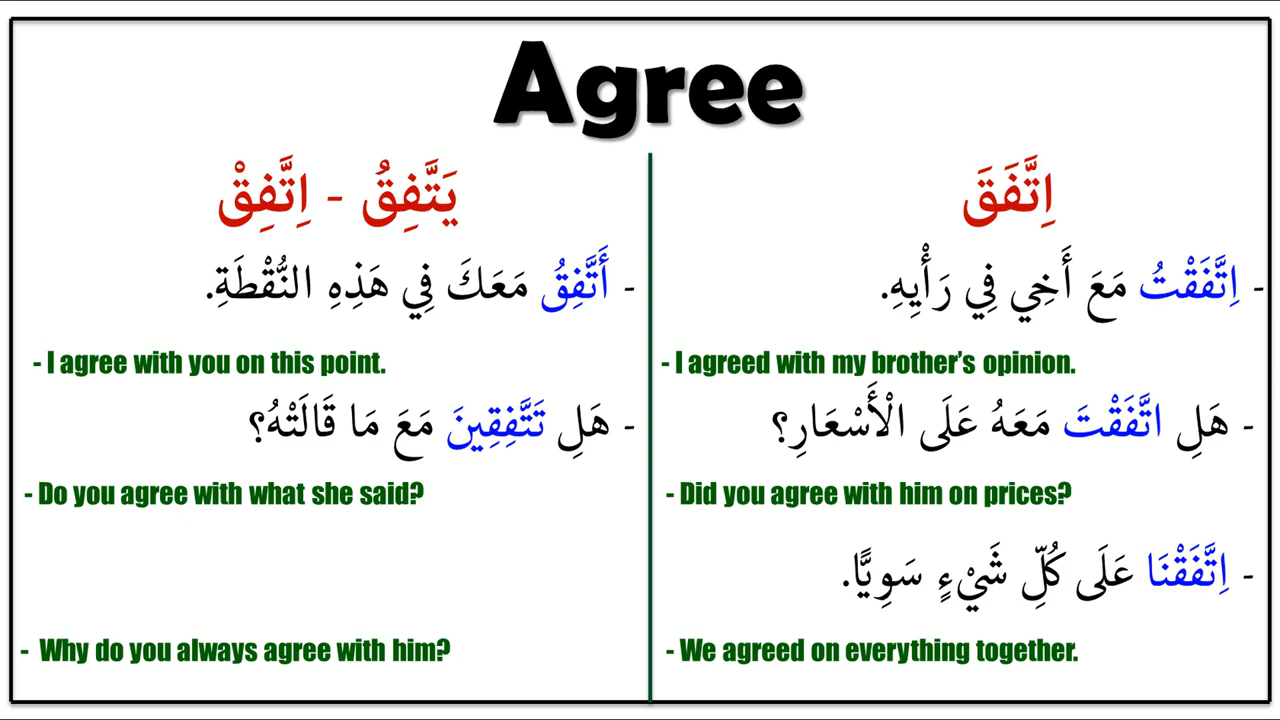 Agree
اِتَّفَقَ
- اِتَّفَقْتُ مَعَ أَخِي فِي رَأْيِهِ.
- I agreed with my brother’s opinion.
- هَلِ اتَّفَقْتَ مَعَهُ عَلَى الْأَسْعَارِ؟
- Did you agree with him on prices?
- اِتَّفَقْنَا عَلَى كُلِّ شَيْءٍ سَوِيًّا.
- We agreed on everything together.
يَتَّفِقُ - اِتَّفِقْ
- أَتَّفِقُ مَعَكَ فِي هَذِهِ النُّقْطَةِ.
- I agree with you on this point.
- هَلِ تَتَّفِقِينَ مَعَ مَا قَالَتْهُ؟
- Do you agree with what she said?
- Why do you always agree with him?